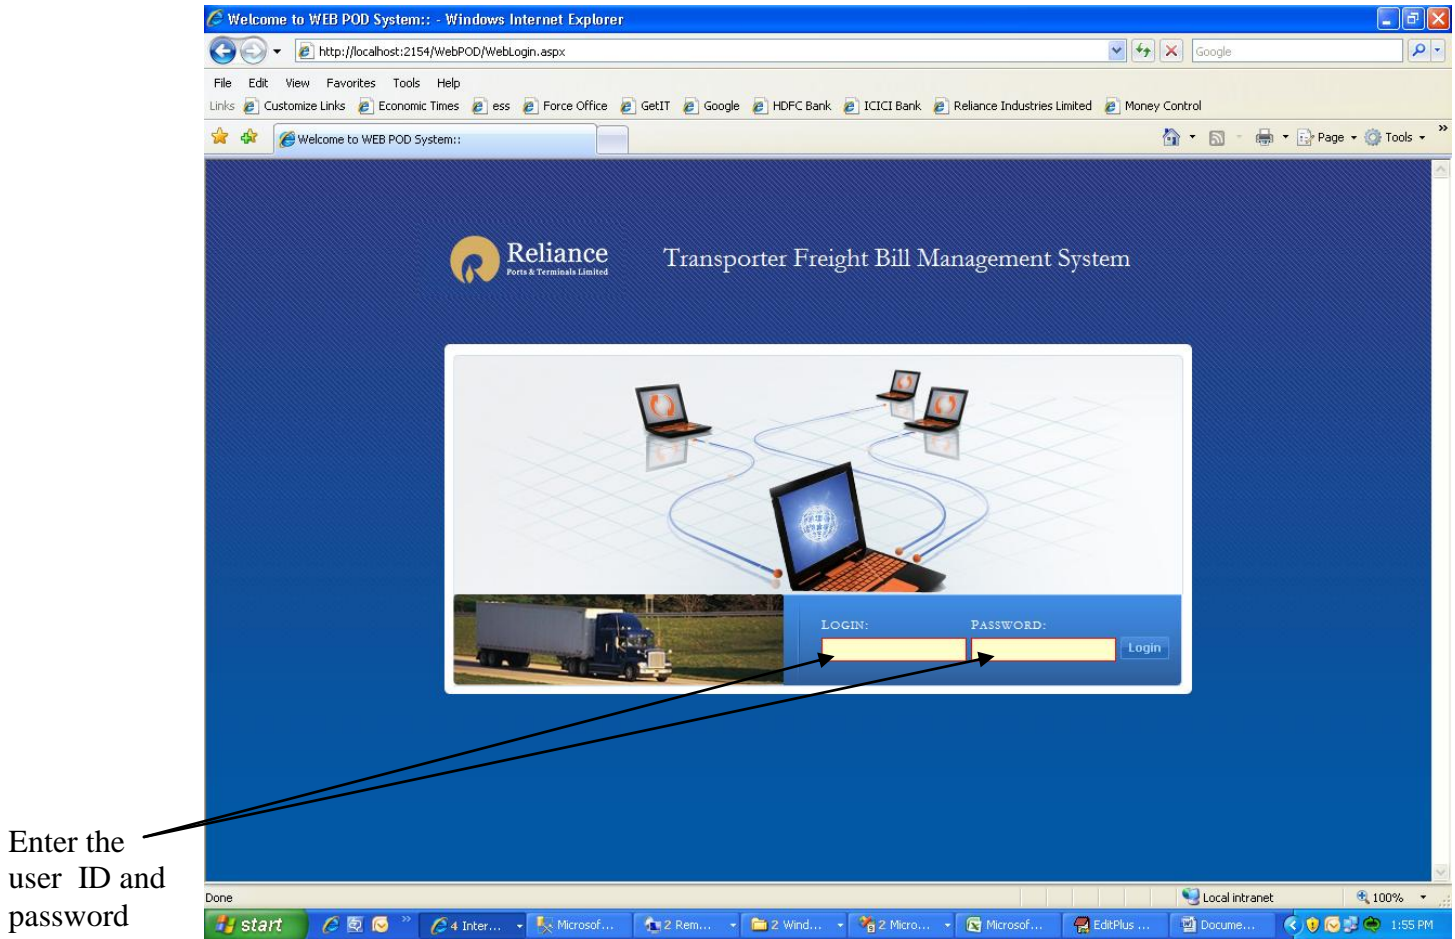 Welcome to WEB POD System:: - Windows Internet Explorer
http://localhost:2154/WebPOD/WebLogin.aspx
Google
File Edit View Favorites Tools Help
Links Customize Links Economic Times ess Force Office GetIT Google HDFC Bank ICICI Bank Reliance Industries Limited Money Control
Welcome to WEB POD System::
Page Tools »
Reliance
Ports & Terminals Limited
Transporter Freight Bill Management System
LOGIN: PASSWORD:
Login
Enter the
user ID and
password
Done Local intranet 100%
start » 4 Inter... Microsof... 2 Rem... 2 Wind... 2 Micro... Microsof... EditPlus ... Docume... 1:55 PM